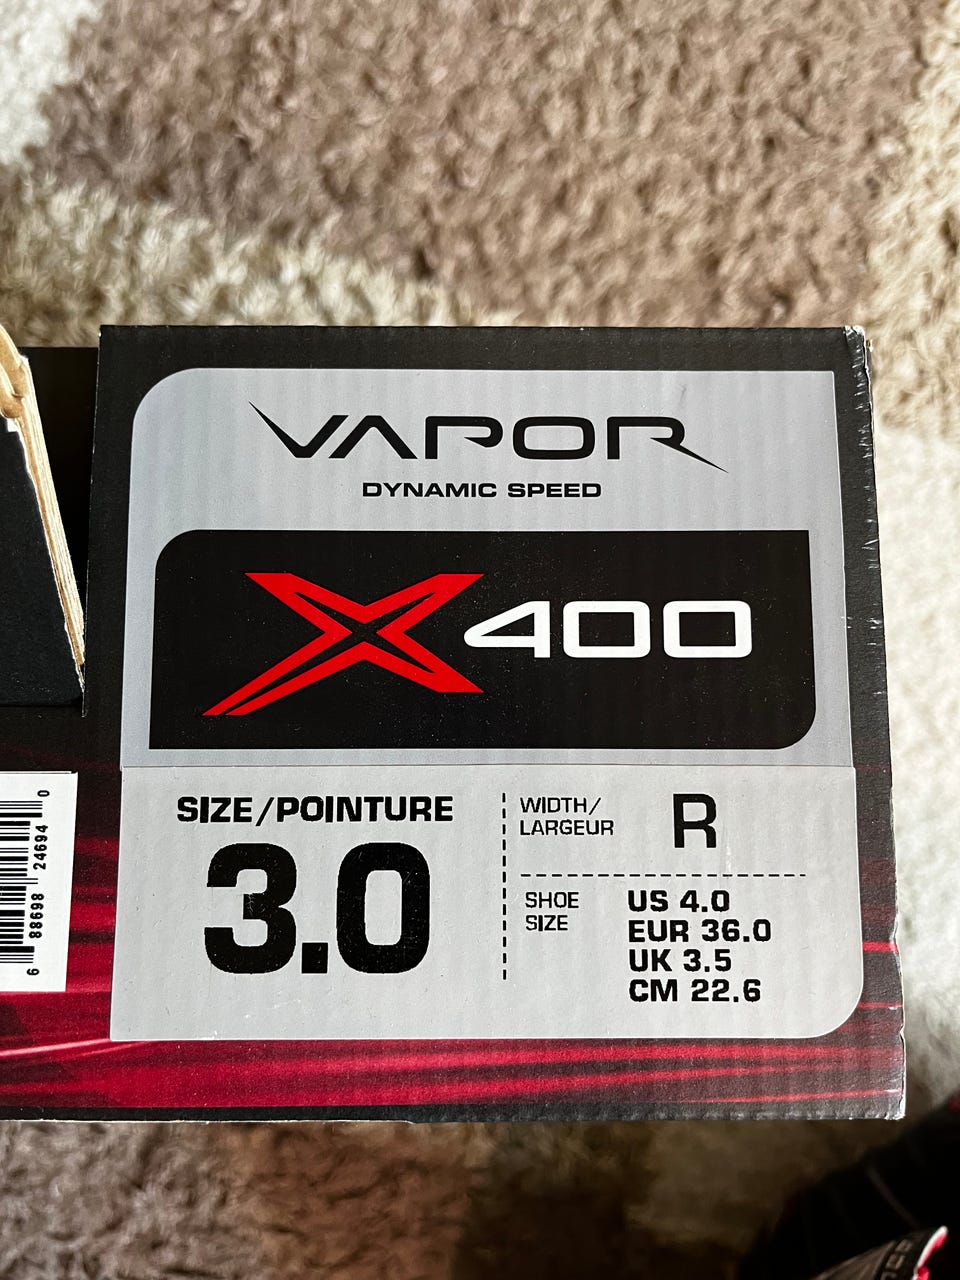 VAPOR
DYNAMIC SPEED
X400
SIZE/POINTURE
3.0
WIDTH/
LARGEUR
R
SHOE
SIZE
US 4.0
EUR 36.0
UK 3.5
CM 22.6
6 88698 24694 0